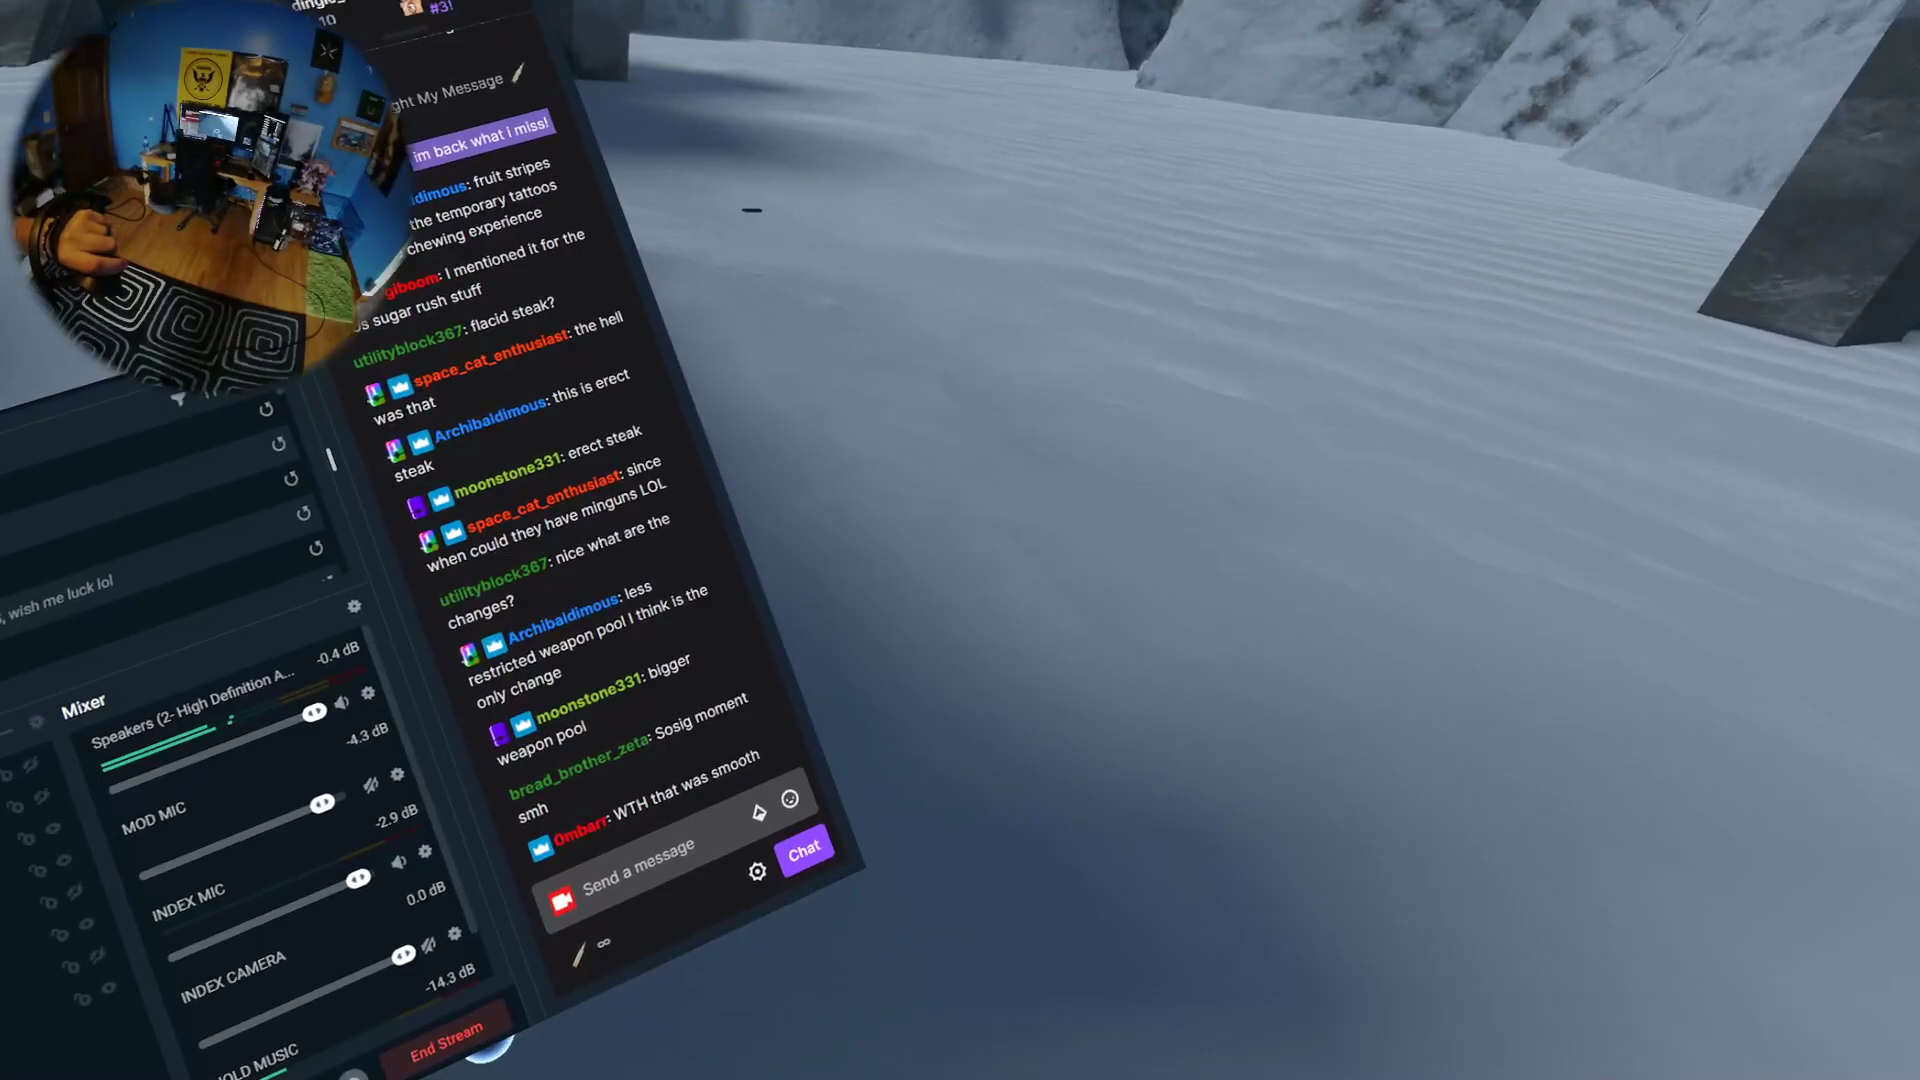 10
#3!
ght My Message
im back what i miss!
dimous: fruit stripes
the temporary tattoos
chewing experience
giboom: I mentioned it for the
sugar rush stuff
utilityblock367: flacid steak?
space_cat_enthusiast: the hell
was that
Archibaldimous: this is erect
steak
moonstone331: erect steak
space_cat_enthusiast: since
when could they have minguns LOL
utilityblock367: nice what are the
changes?
Archibaldimous: less
restricted weapon pool I think is the
only change
moonstone331: bigger
weapon pool
bread_brother_zeta: Sosig moment
smh
0mbarr: WTH that was smooth
Send a message
Chat
∞
, wish me luck lol
Mixer
Speakers (2- High Definition A...
-0.4 dB
MOD MIC
-4.3 dB
INDEX MIC
-2.9 dB
INDEX CAMERA
0.0 dB
OLD MUSIC
-14.3 dB
End Stream